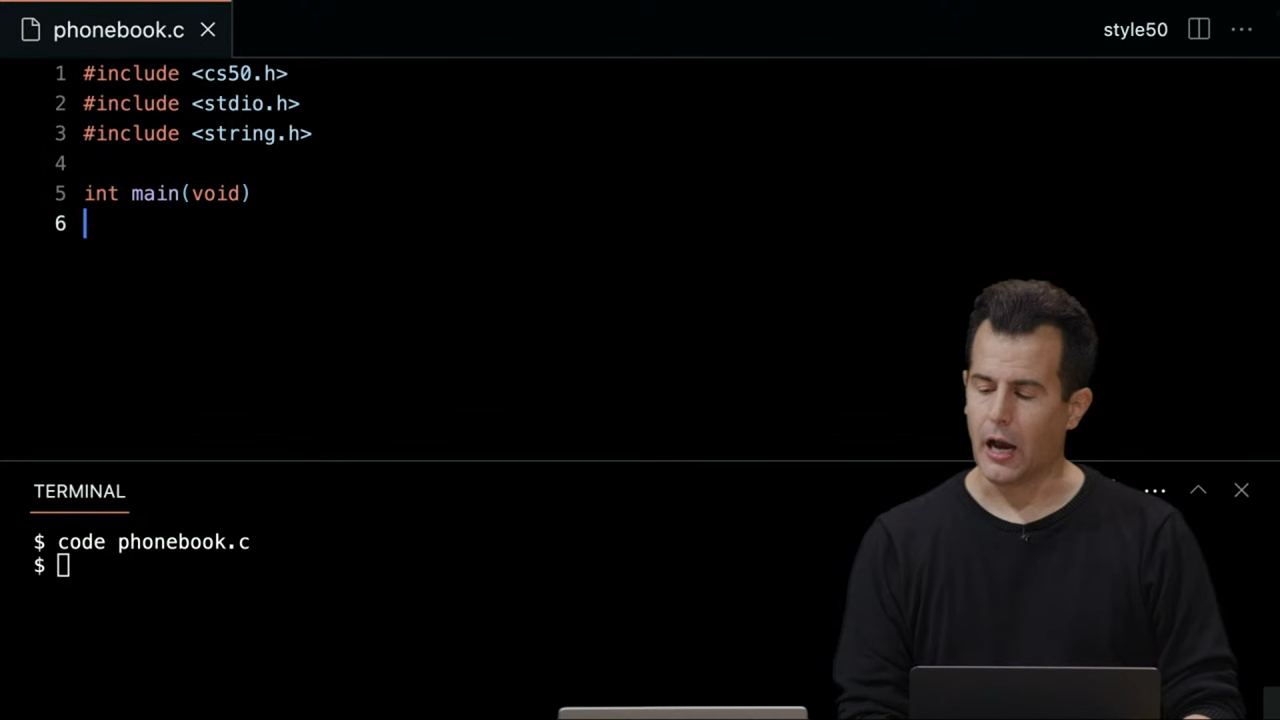 phonebook.c
style50
1 #include <cs50.h>
2 #include <stdio.h>
3 #include <string.h>
4
5 int main(void)
6
TERMINAL
$ code phonebook.c
$